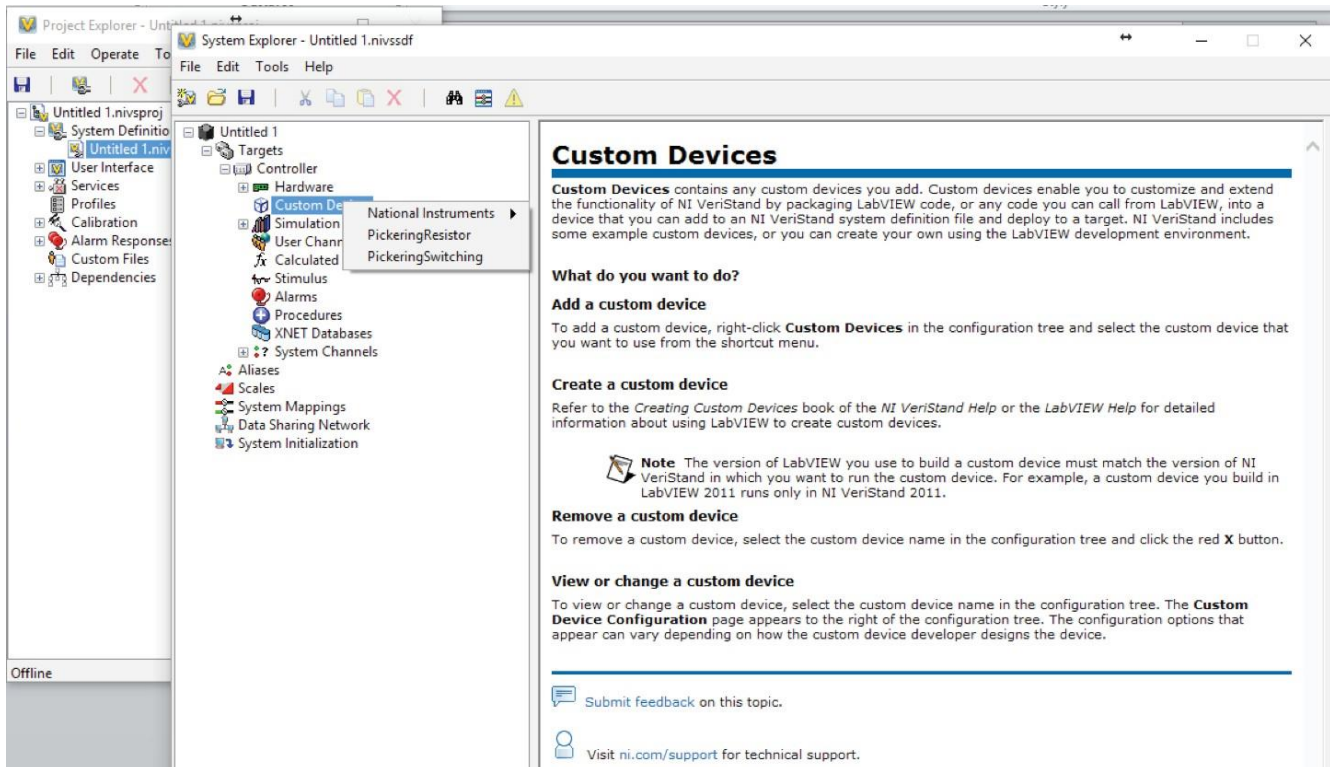 Project Explorer - Unt
File Edit Operate To
Untitled 1.nivsproj
System Definitio
Untitled 1.niv
User Interface
Services
Profiles
Calibration
Alarm Response
Custom Files
Dependencies
Offline
System Explorer - Untitled 1.nivssdf
File Edit Tools Help
Untitled 1
Targets
Controller
Hardware
Custom De
Simulation
User Chann
Calculated
Stimulus
Alarms
Procedures
XNET Databases
System Channels
Aliases
Scales
System Mappings
Data Sharing Network
System Initialization
National Instruments
PickeringResistor
PickeringSwitching
Custom Devices
Custom Devices contains any custom devices you add. Custom devices enable you to customize and extend
the functionality of NI VeriStand by packaging LabVIEW code, or any code you can call from LabVIEW, into a
device that you can add to an NI VeriStand system definition file and deploy to a target. NI VeriStand includes
some example custom devices, or you can create your own using the LabVIEW development environment.
What do you want to do?
Add a custom device
To add a custom device, right-click Custom Devices in the configuration tree and select the custom device that
you want to use from the shortcut menu.
Create a custom device
Refer to the Creating Custom Devices book of the NI VeriStand Help or the LabVIEW Help for detailed
information about using LabVIEW to create custom devices.
Note The version of LabVIEW you use to build a custom device must match the version of NI
VeriStand in which you want to run the custom device. For example, a custom device you build in
LabVIEW 2011 runs only in NI VeriStand 2011.
Remove a custom device
To remove a custom device, select the custom device name in the configuration tree and click the red X button.
View or change a custom device
To view or change a custom device, select the custom device name in the configuration tree. The Custom
Device Configuration page appears to the right of the configuration tree. The configuration options that
appear can vary depending on how the custom device developer designs the device.
Submit feedback on this topic.
Visit ni.com/support for technical support.